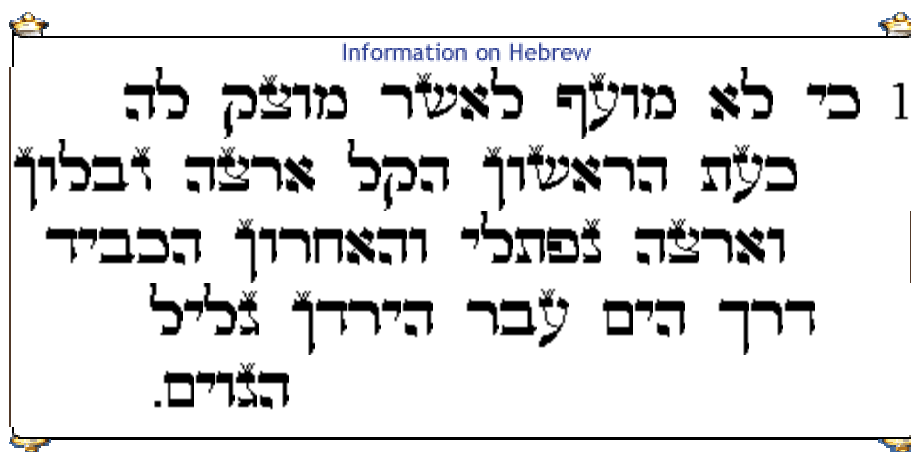 Information on Hebrew
1 כי לא מועף לאשר מוצק לה
כעת הראשון הקל ארצה זבלון
וארצה נפתלי והאחרון הכביד
דרך הים עבר הירדן גליל
הגוים.